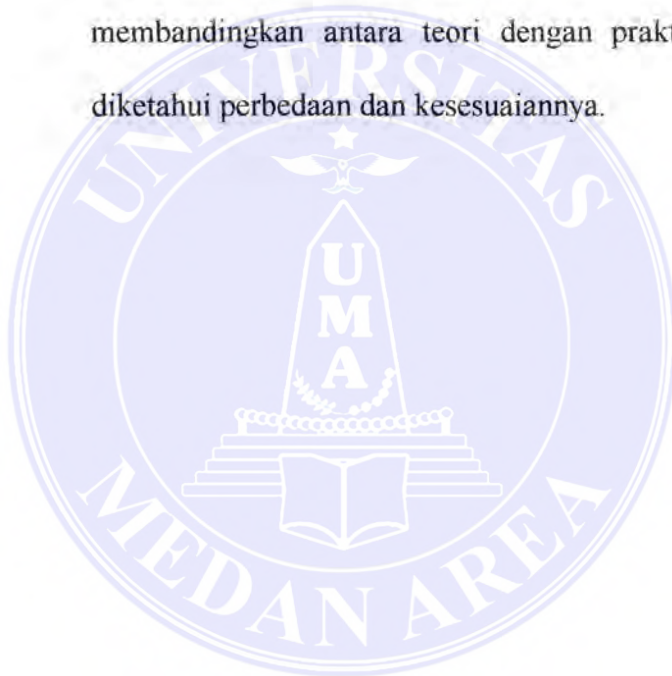 membandingkan antara teori dengan prakt
diketahui perbedaan dan kesesuaiannya.
UNIVERSITAS
UMA
MEDAN AREA